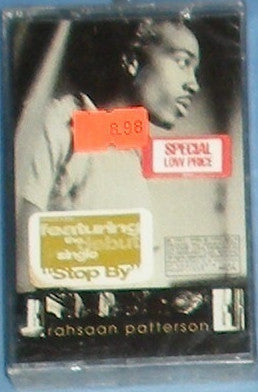 8.98
SPECIAL
LOW PRICE
featuring
the debut
single
"Stop By"
rahsaan patterson